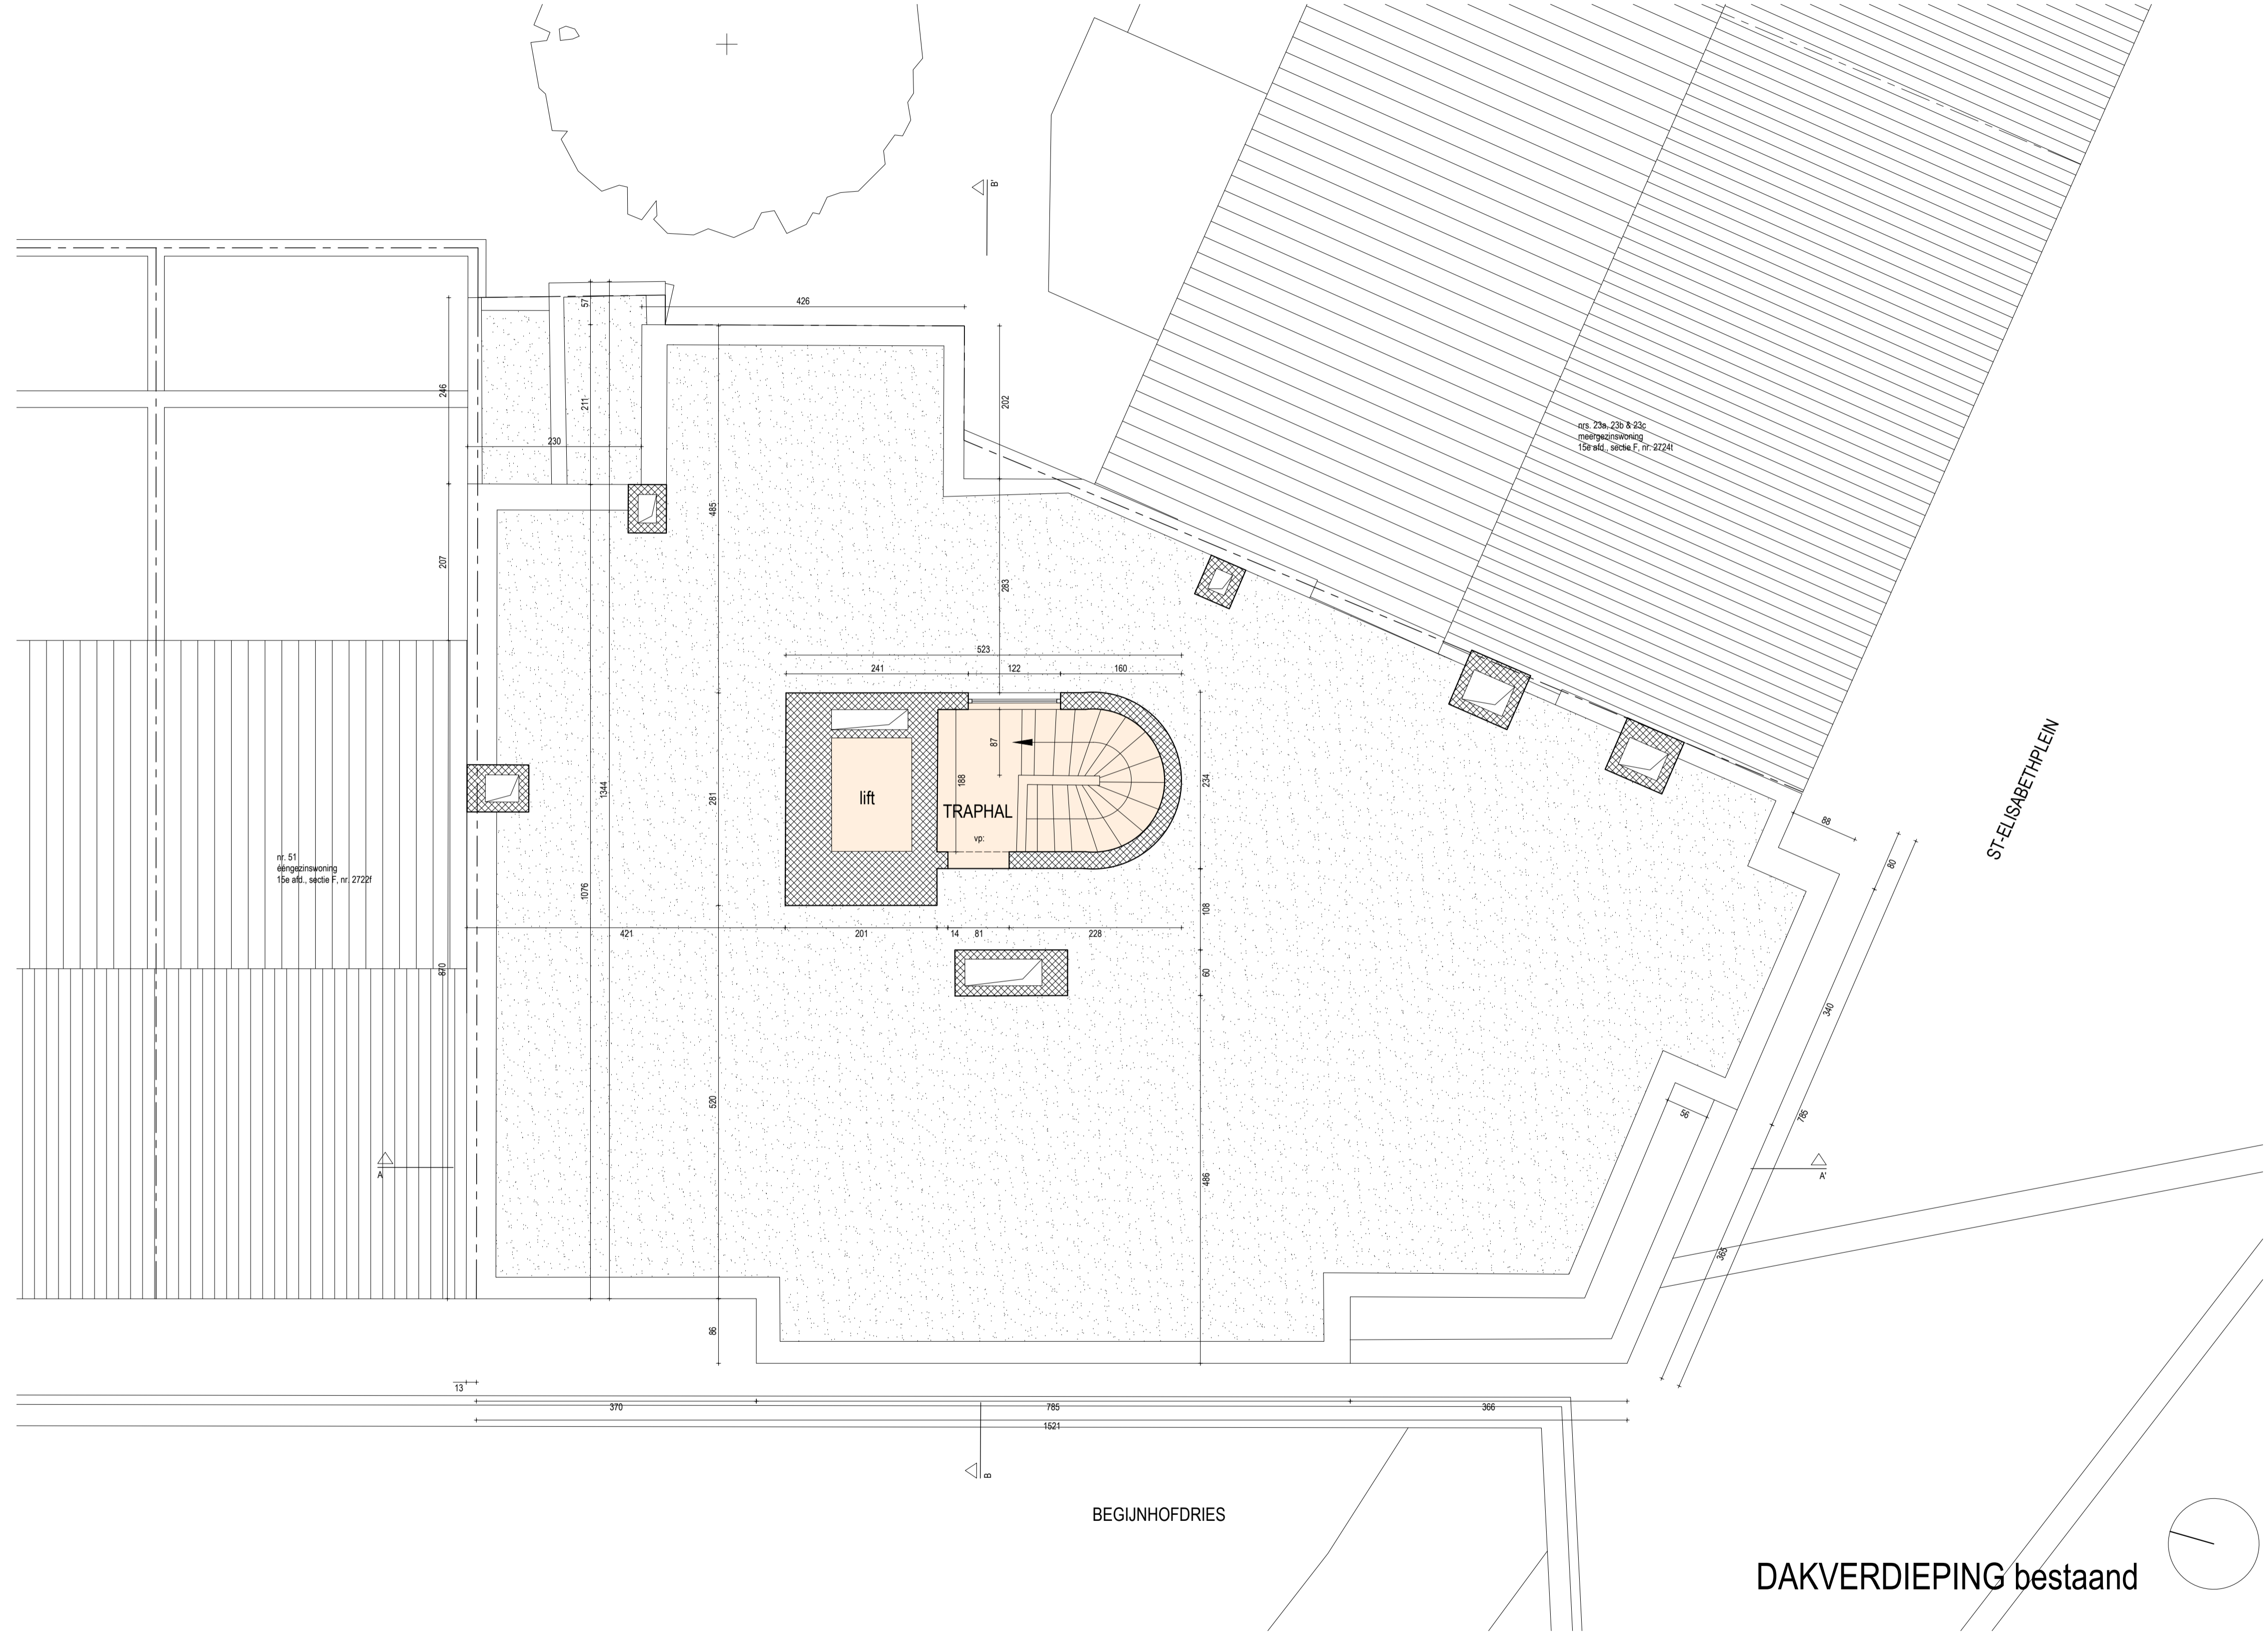 B'
57
426
246
211
202
230
nrs. 23a, 23b & 23c
meergezinswoning
15e afd., sectie F, nr. 2724t
485
207
283
523
241
122
160
87
188
lift
TRAPHAL
vp:
234
281
1344
ST-ELISABETHPLEIN
88
80
nr. 51
ééngezinswoning
15e afd., sectie F, nr. 2722f
1076
108
421
201
14
81
228
870
60
340
520
56
785
A
A'
486
365
86
13
370
785
366
1521
B
BEGIJNHOFDRIES
DAKVERDIEPING bestaand